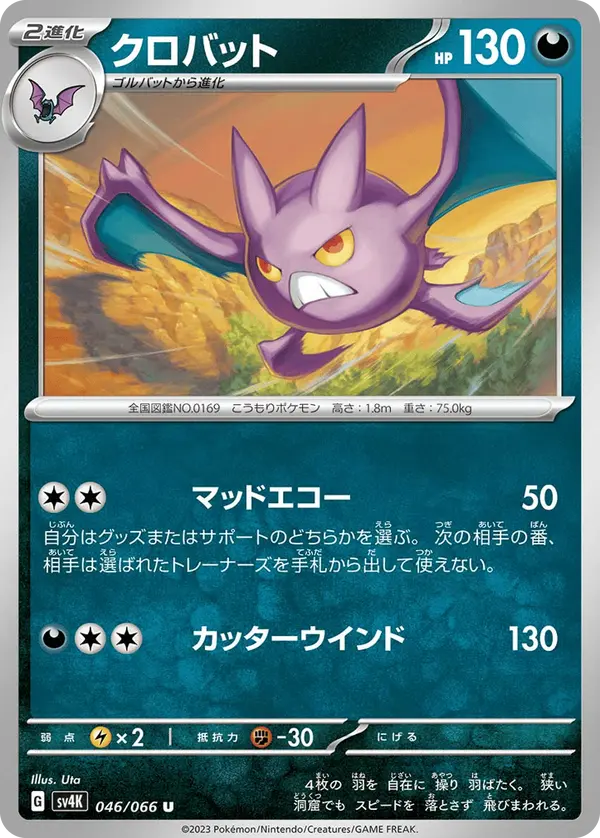 2進化
クロバット
HP 130
ゴルバットから進化
全国図鑑NO.0169 こうもりポケモン 高さ：1.8m 重さ：75.0kg
マッドエコー 50
自分はグッズまたはサポートのどちらかを選ぶ。次の相手の番、
相手は選ばれたトレーナーズを手札から出して使えない。
カッターウインド 130
弱点 ×2 抵抗力 -30 にげる
Illus. Uta
4枚の 羽を 自在に 操り 羽ばたく。 狭い
洞窟でも スピードを 落とさず 飛びまわれる。
G SV4K 046/066 U
©2023 Pokémon/Nintendo/Creatures/GAME FREAK.